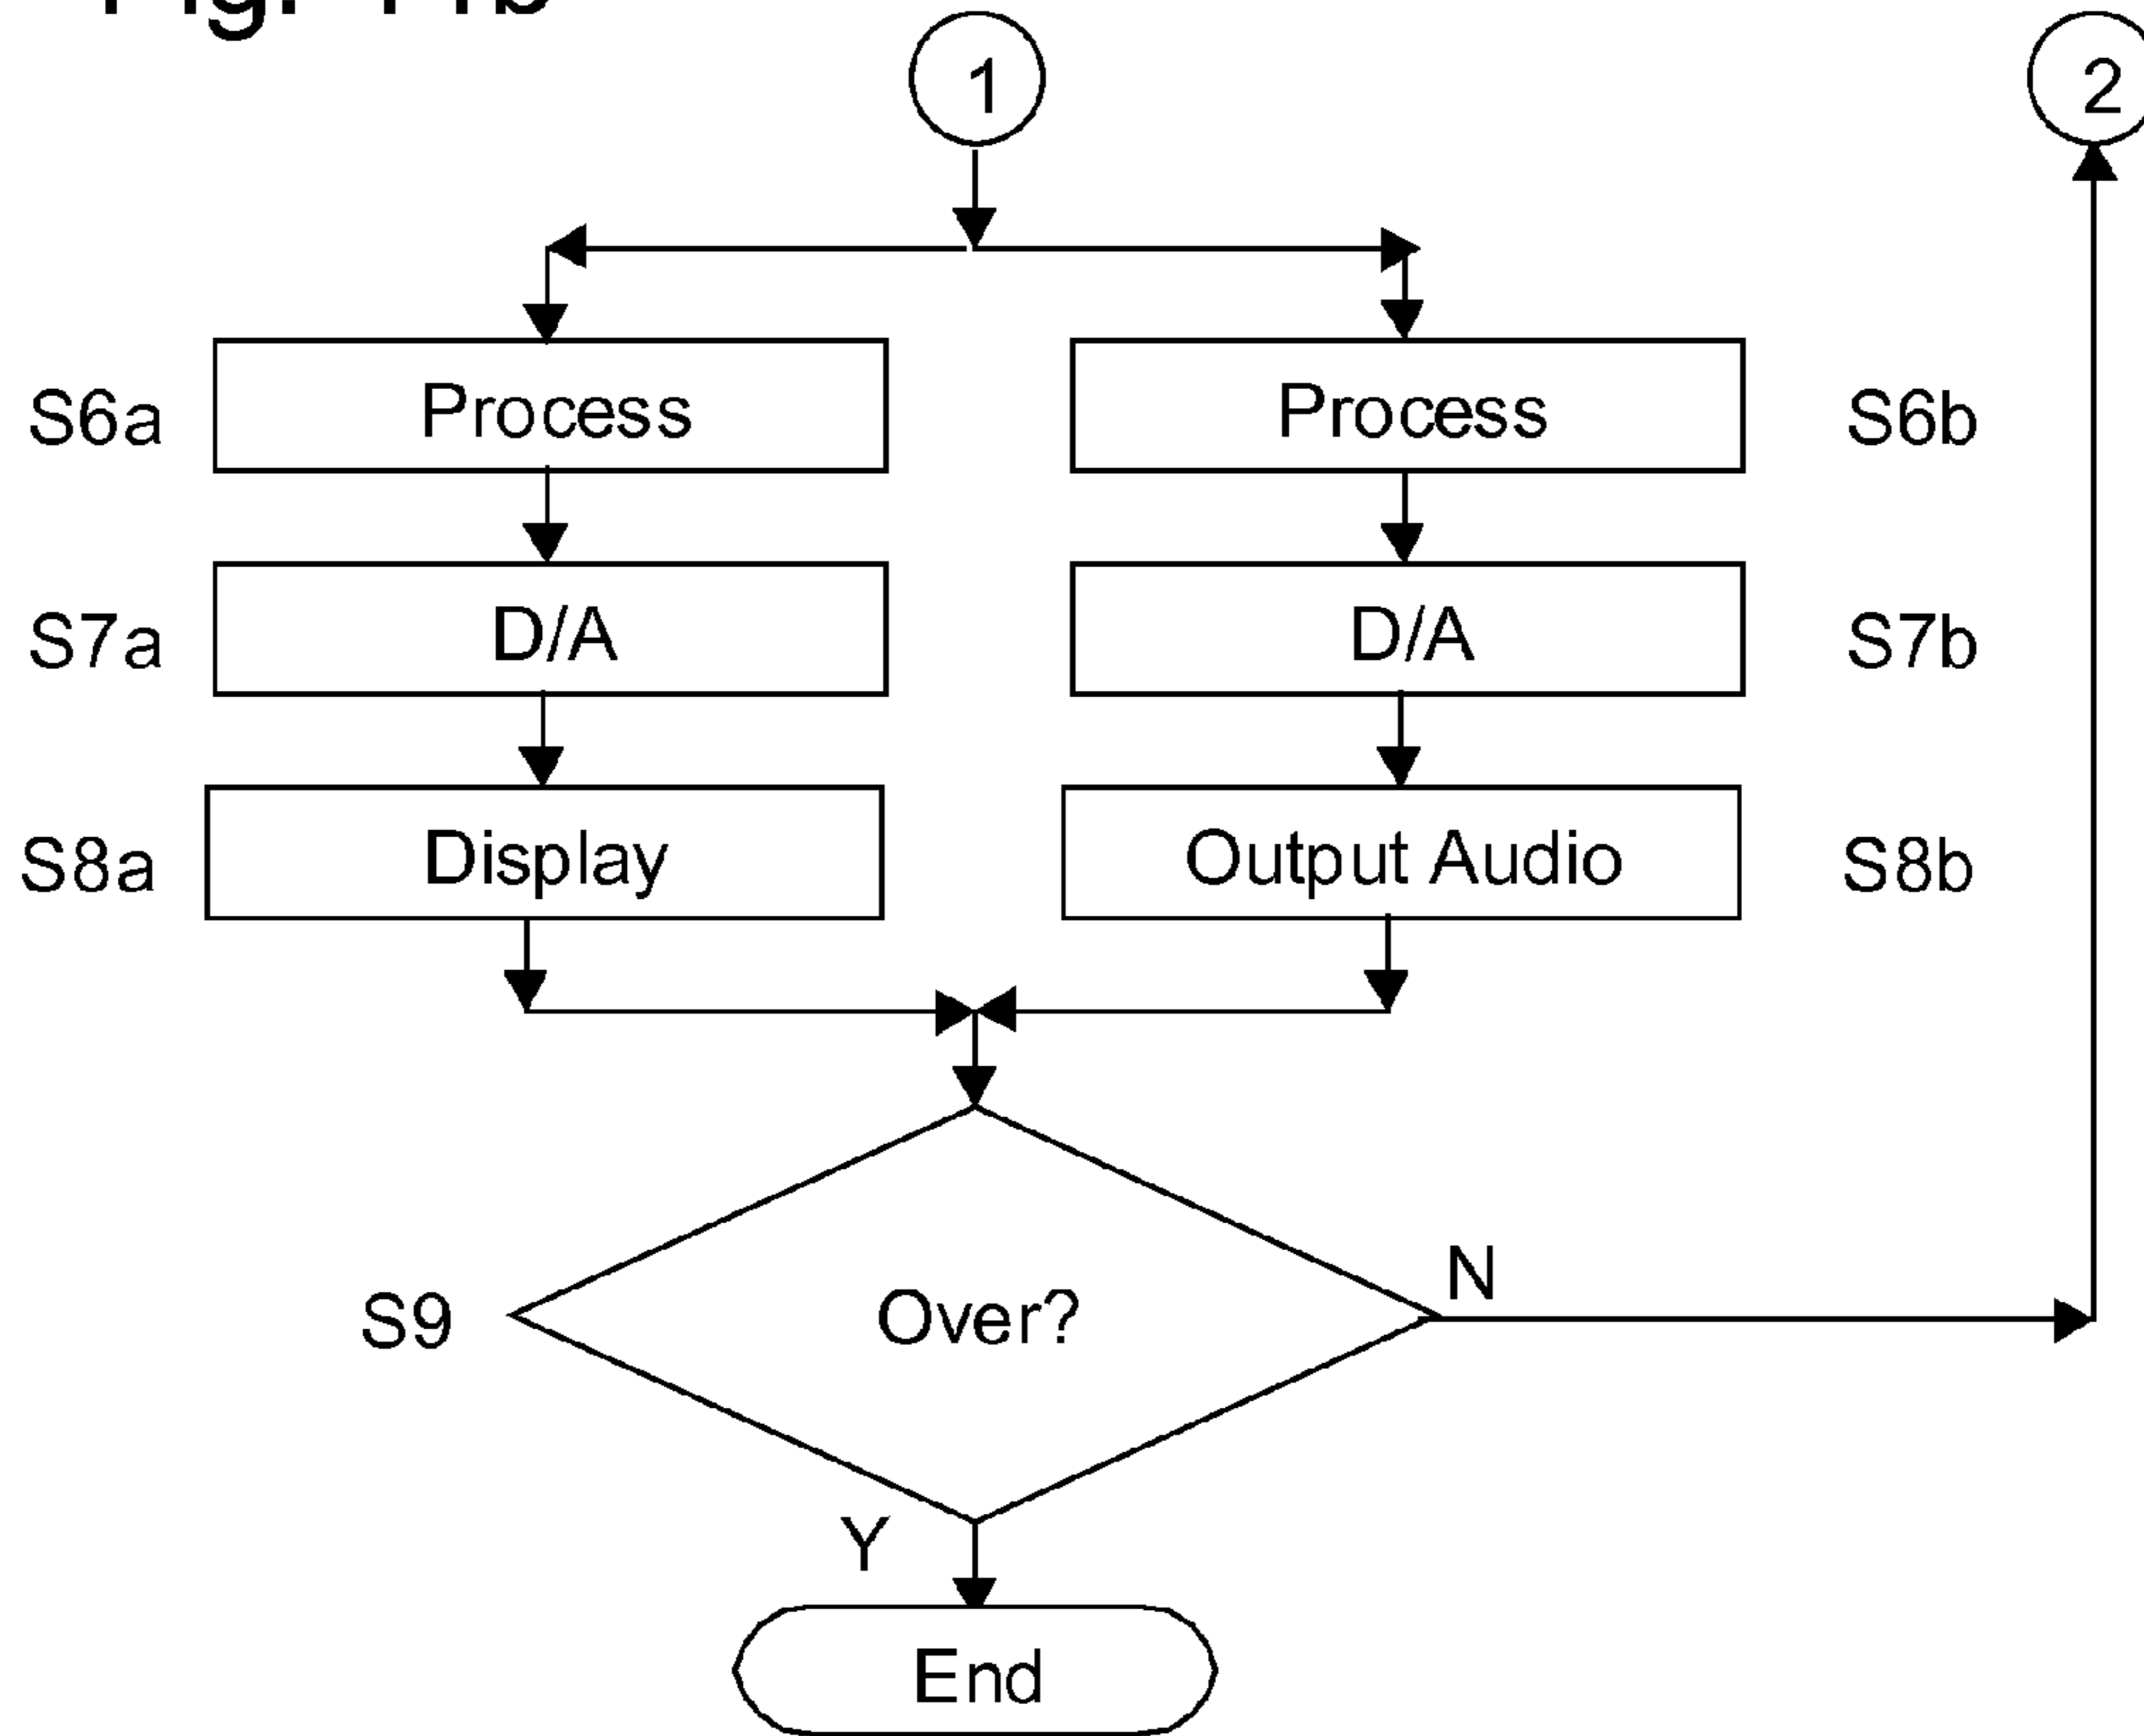 1
2
S6a Process Process S6b
S7a D/A D/A S7b
S8a Display Output Audio S8b
N
S9 Over?
Y
End